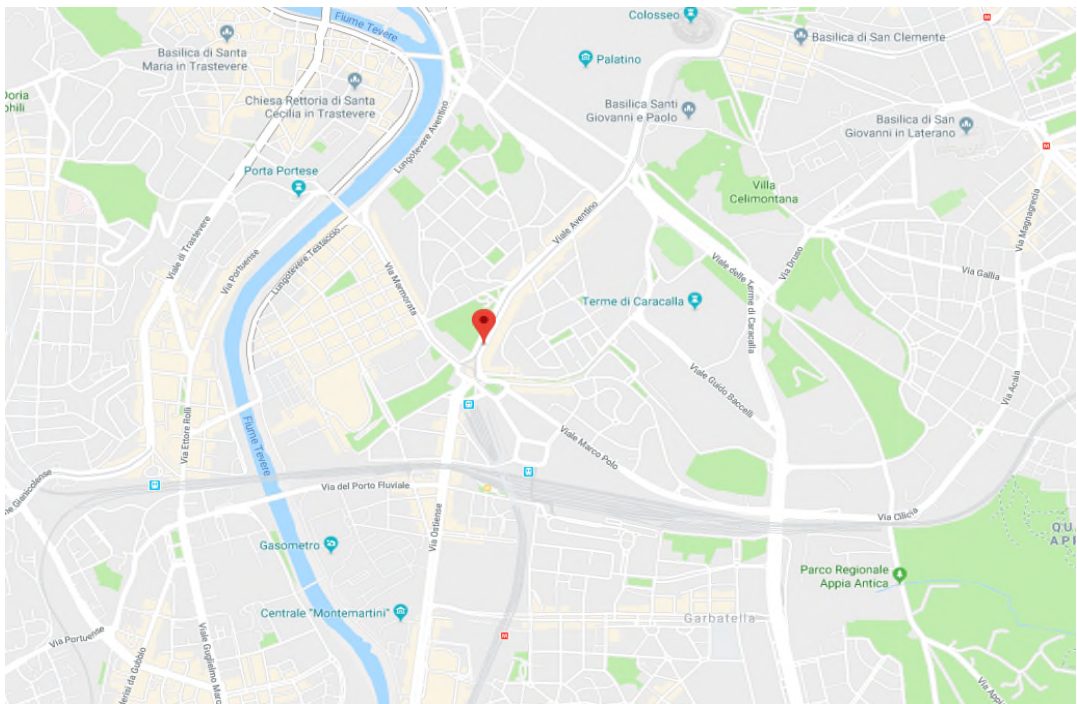 Fiume Tevere
Colosseo
Basilica di San Clemente
Basilica di Santa
Maria in Trastevere
Palatino
Doria
Chiesa Rettoria di Santa
Cecilia in Trastevere
Lungotevere Aventino
Basilica Santi
Giovanni e Paolo
Basilica di San
Giovanni in Laterano
M
Porta Portese
Villa
Celimontana
Viale Aventino
Via Magnagrecia
Viale di Trastevere
Via Portuense
Lungotevere Testaccio
Via Marmorata
Viale delle Terme di Caracalla
Via Druso
Via Gallia
Terme di Caracalla
Viale Guido Baccelli
Via Acaia
Via Ettore Rolli
Fiume Tevere
Viale Marco Polo
Via del Porto Fluviale
Via Ostiense
Via Cilicia
Gasometro
Parco Regionale
Appia Antica
Centrale "Montemartini"
Garbatella
M
Via Portuense
Viale Guglielmo Marc